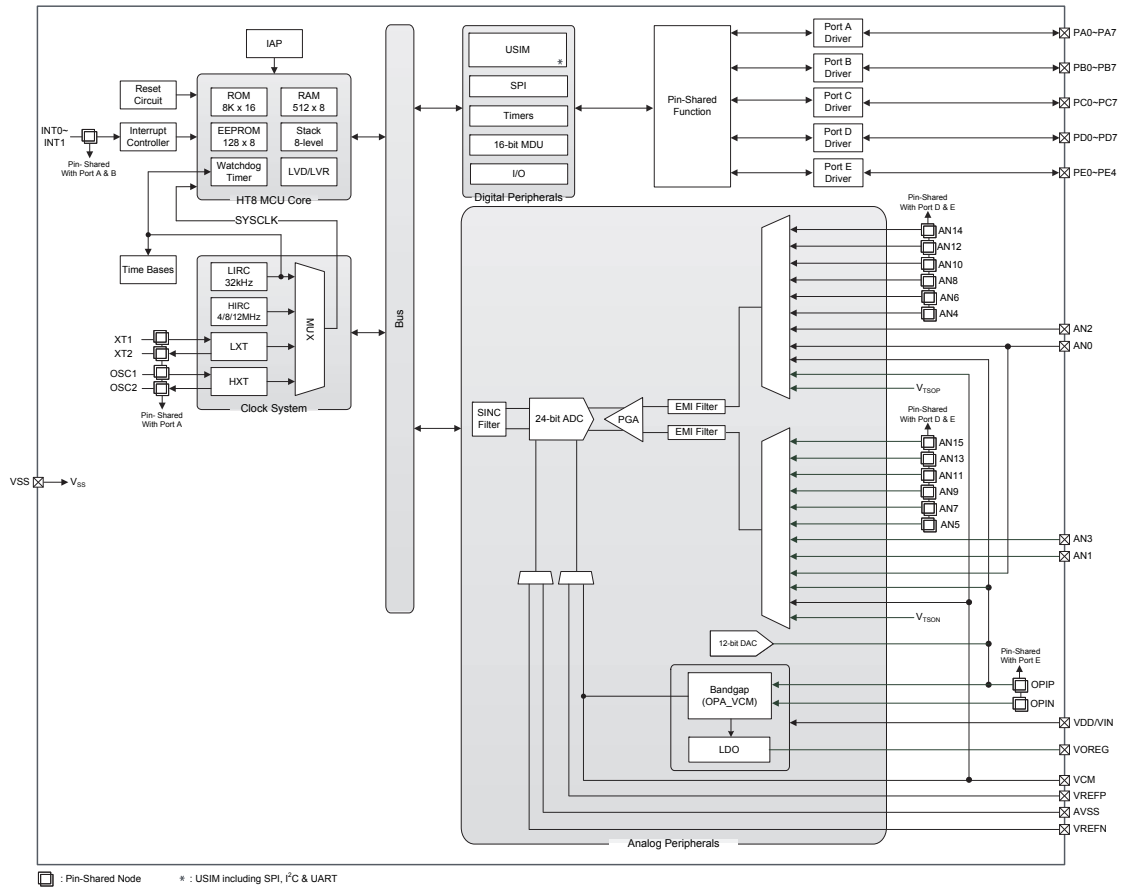 IAP
Reset
Circuit
INT0~
INT1
Pin- Shared
With Port A & B
Interrupt
Controller
ROM
8K x 16
RAM
512 x 8
EEPROM
128 x 8
Stack
8-level
Watchdog
Timer
LVD/LVR
HT8 MCU Core
SYSCLK
Time Bases
LIRC
32kHz
HIRC
4/8/12MHz
LXT
HXT
MUX
Clock System
XT1
XT2
OSC1
OSC2
Pin- Shared
With Port A
VSS
VSS
Bus
USIM
*
SPI
Timers
16-bit MDU
I/O
Digital Peripherals
Pin-Shared
Function
Port A
Driver
Port B
Driver
Port C
Driver
Port D
Driver
Port E
Driver
PA0~PA7
PB0~PB7
PC0~PC7
PD0~PD7
PE0~PE4
Pin-Shared
With Port D & E
AN14
AN12
AN10
AN8
AN6
AN4
AN2
AN0
VTSOP
SINC
Filter
24-bit ADC
PGA
EMI Filter
EMI Filter
Pin-Shared
With Port D & E
AN15
AN13
AN11
AN9
AN7
AN5
AN3
AN1
VTSON
12-bit DAC
Pin-Shared
With Port E
OPIP
OPIN
Bandgap
(OPA_VCM)
LDO
VDD/VIN
VOREG
VCM
VREFP
AVSS
VREFN
Analog Peripherals
: Pin-Shared Node
* : USIM including SPI, I²C & UART